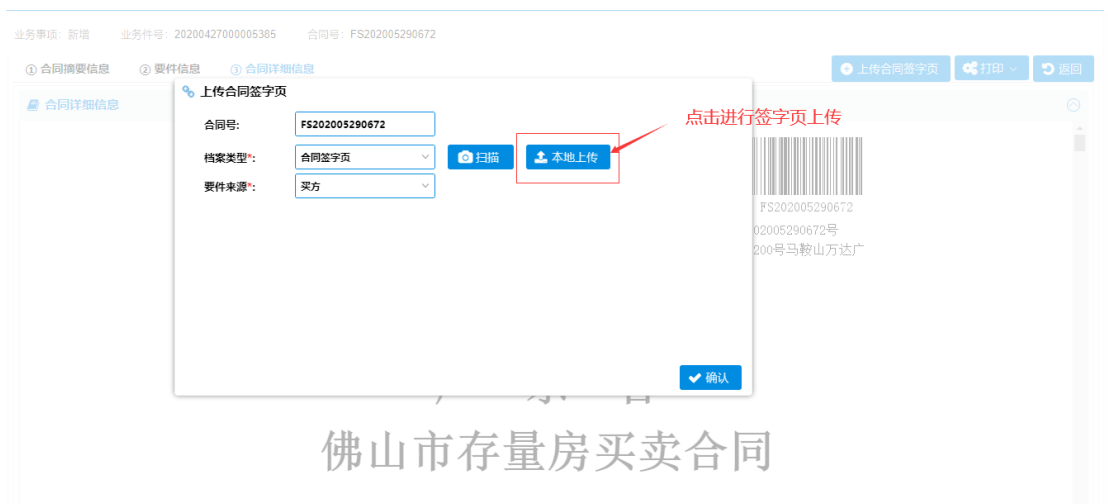 业务事项: 新增 业务件号: 20200427000005385 合同号: FS202005290672
① 合同摘要信息 ② 要件信息 ③ 合同详细信息 上传合同签字页 打印 返回
合同详细信息
上传合同签字页
点击进行签字页上传
合同号: FS202005290672
档案类型*: 合同签字页 扫描 本地上传
要件来源*: 买方
FS202005290672
02005290672号
200号马鞍山万达广
确认
佛山市存量房买卖合同